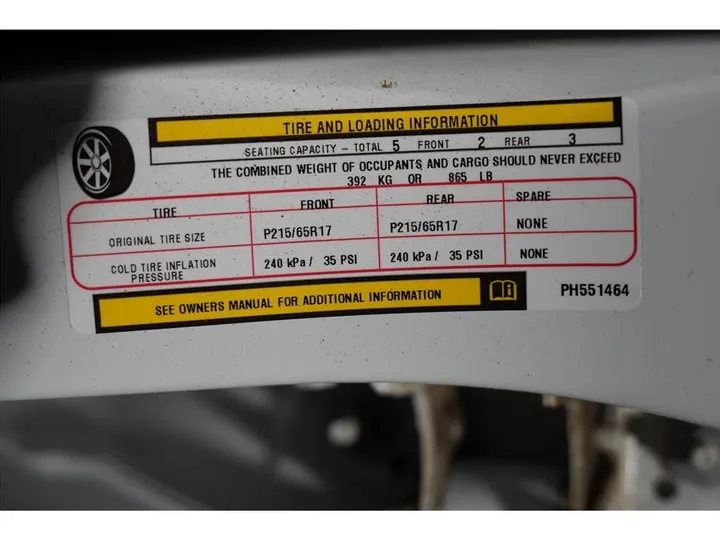 TIRE AND LOADING INFORMATION
SEATING CAPACITY – TOTAL 5 FRONT 2 REAR 3
THE COMBINED WEIGHT OF OCCUPANTS AND CARGO SHOULD NEVER EXCEED
392 KG OR 865 LB
TIRE FRONT REAR SPARE
ORIGINAL TIRE SIZE P215/65R17 P215/65R17 NONE
COLD TIRE INFLATION PRESSURE 240 kPa / 35 PSI 240 kPa / 35 PSI NONE
SEE OWNERS MANUAL FOR ADDITIONAL INFORMATION PH551464